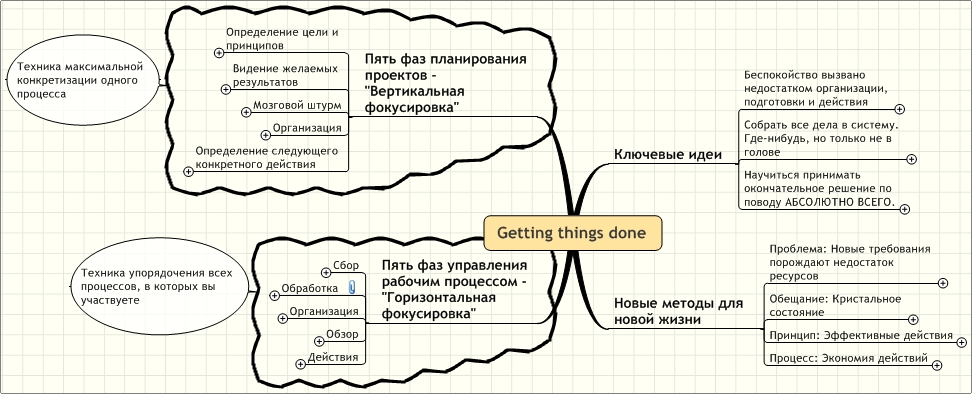 Getting things done
Техника максимальной
конкретизации одного
процесса
Пять фаз планирования
проектов -
"Вертикальная
фокусировка"
Определение цели и
принципов
Видение желаемых
результатов
Мозговой штурм
Организация
Определение следующего
конкретного действия
Техника упорядочения всех
процессов, в которых вы
участвуете
Пять фаз управления
рабочим процессом -
"Горизонтальная
фокусировка"
Сбор
Обработка
Организация
Обзор
Действия
Ключевые идеи
Беспокойство вызвано
недостатком организации,
подготовки и действия
Собрать все дела в систему.
Где-нибудь, но только не в
голове
Научиться принимать
окончательное решение по
поводу АБСОЛЮТНО ВСЕГО.
Новые методы для
новой жизни
Проблема: Новые требования
порождают недостаток
ресурсов
Обещание: Кристальное
состояние
Принцип: Эффективные действия
Процесс: Экономия действий